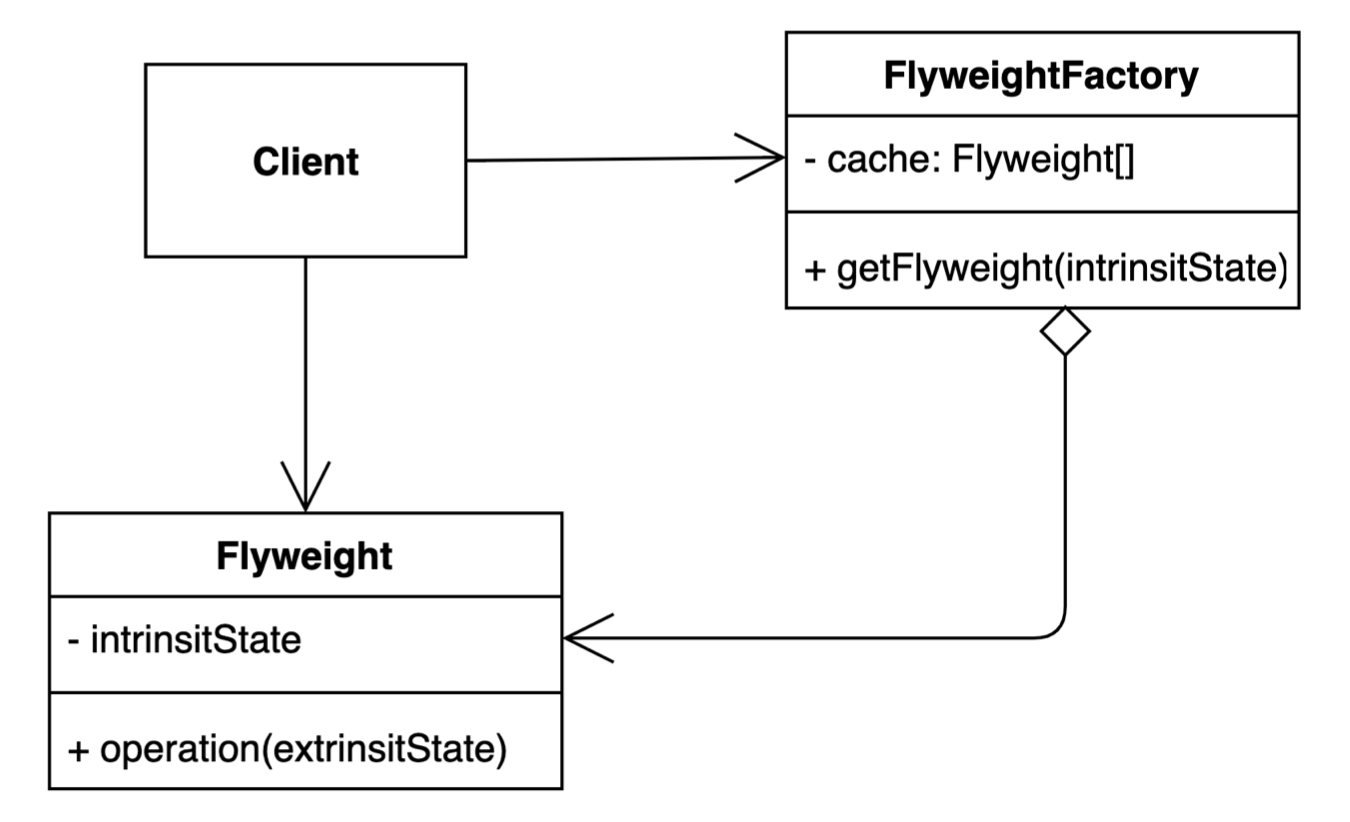 Client
FlyweightFactory
- cache: Flyweight[]
+ getFlyweight(intrinsitState)
Flyweight
- intrinsitState
+ operation(extrinsitState)